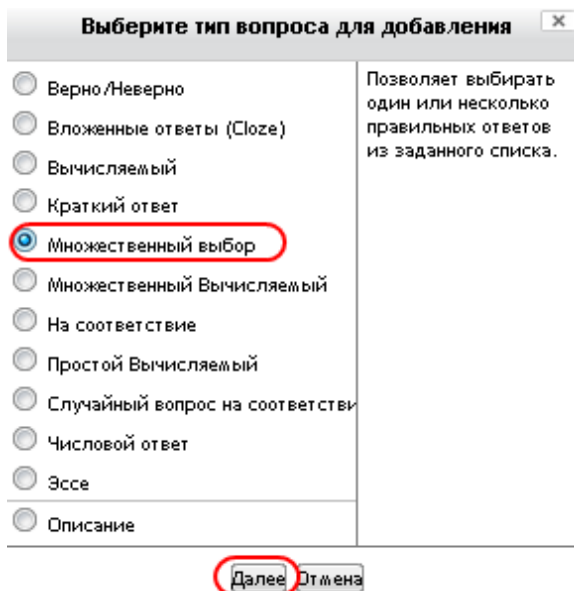 Выберите тип вопроса для добавления
Верно/Неверно
Вложенные ответы (Cloze)
Вычисляемый
Краткий ответ
Множественный выбор
Множественный Вычисляемый
На соответствие
Простой Вычисляемый
Случайный вопрос на соответстви
Числовой ответ
Эссе
Описание
Позволяет выбирать
один или несколько
правильных ответов
из заданного списка.
Далее Отмена